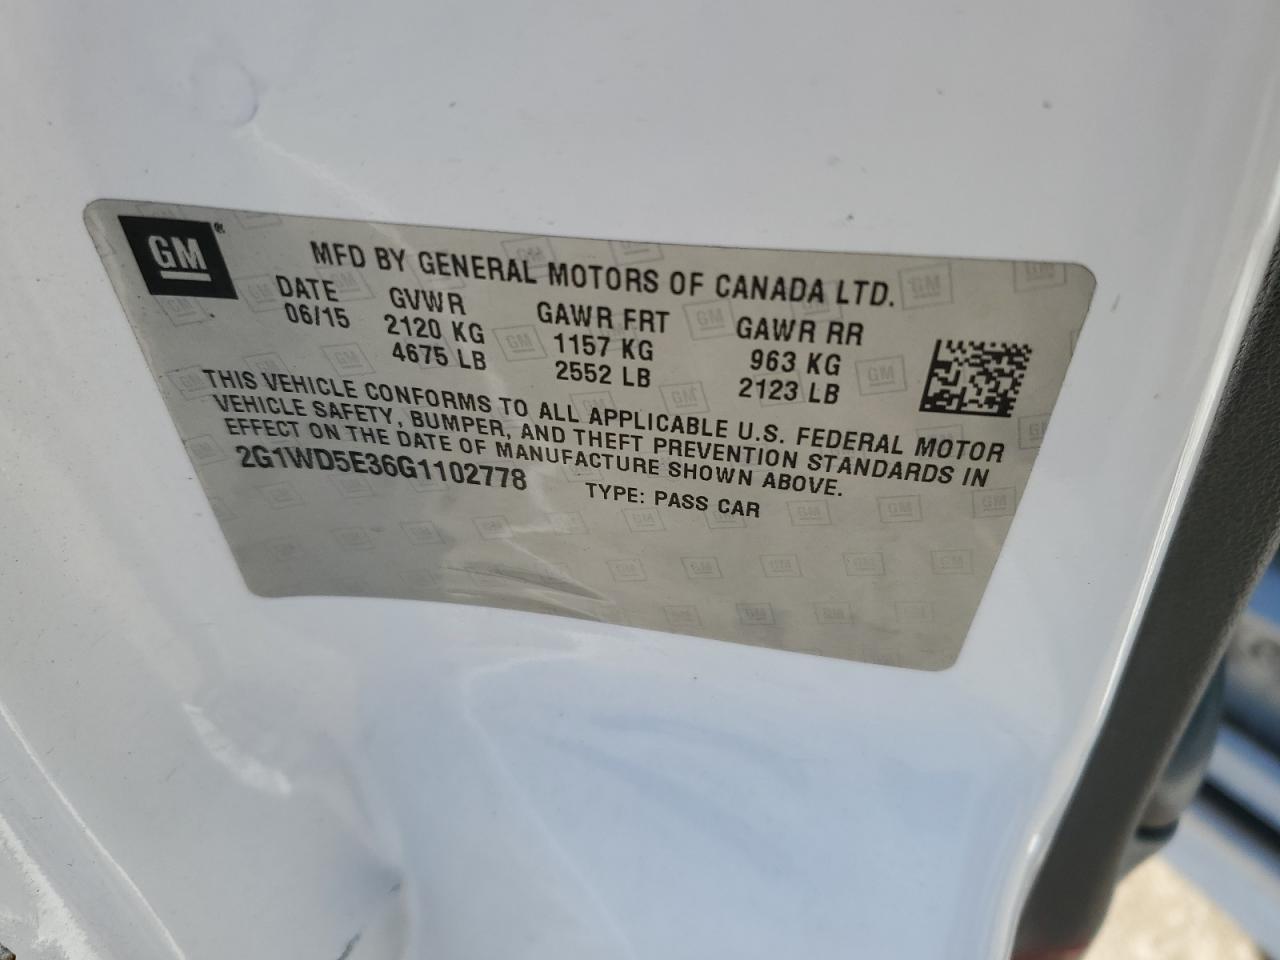 GM®
MFD BY GENERAL MOTORS OF CANADA LTD.
DATE GVWR GAWR FRT GAWR RR
06/15 2120 KG 1157 KG 963 KG
4675 LB 2552 LB 2123 LB
THIS VEHICLE CONFORMS TO ALL APPLICABLE U.S. FEDERAL MOTOR
VEHICLE SAFETY, BUMPER, AND THEFT PREVENTION STANDARDS IN
EFFECT ON THE DATE OF MANUFACTURE SHOWN ABOVE.
2G1WD5E36G1102778 TYPE: PASS CAR